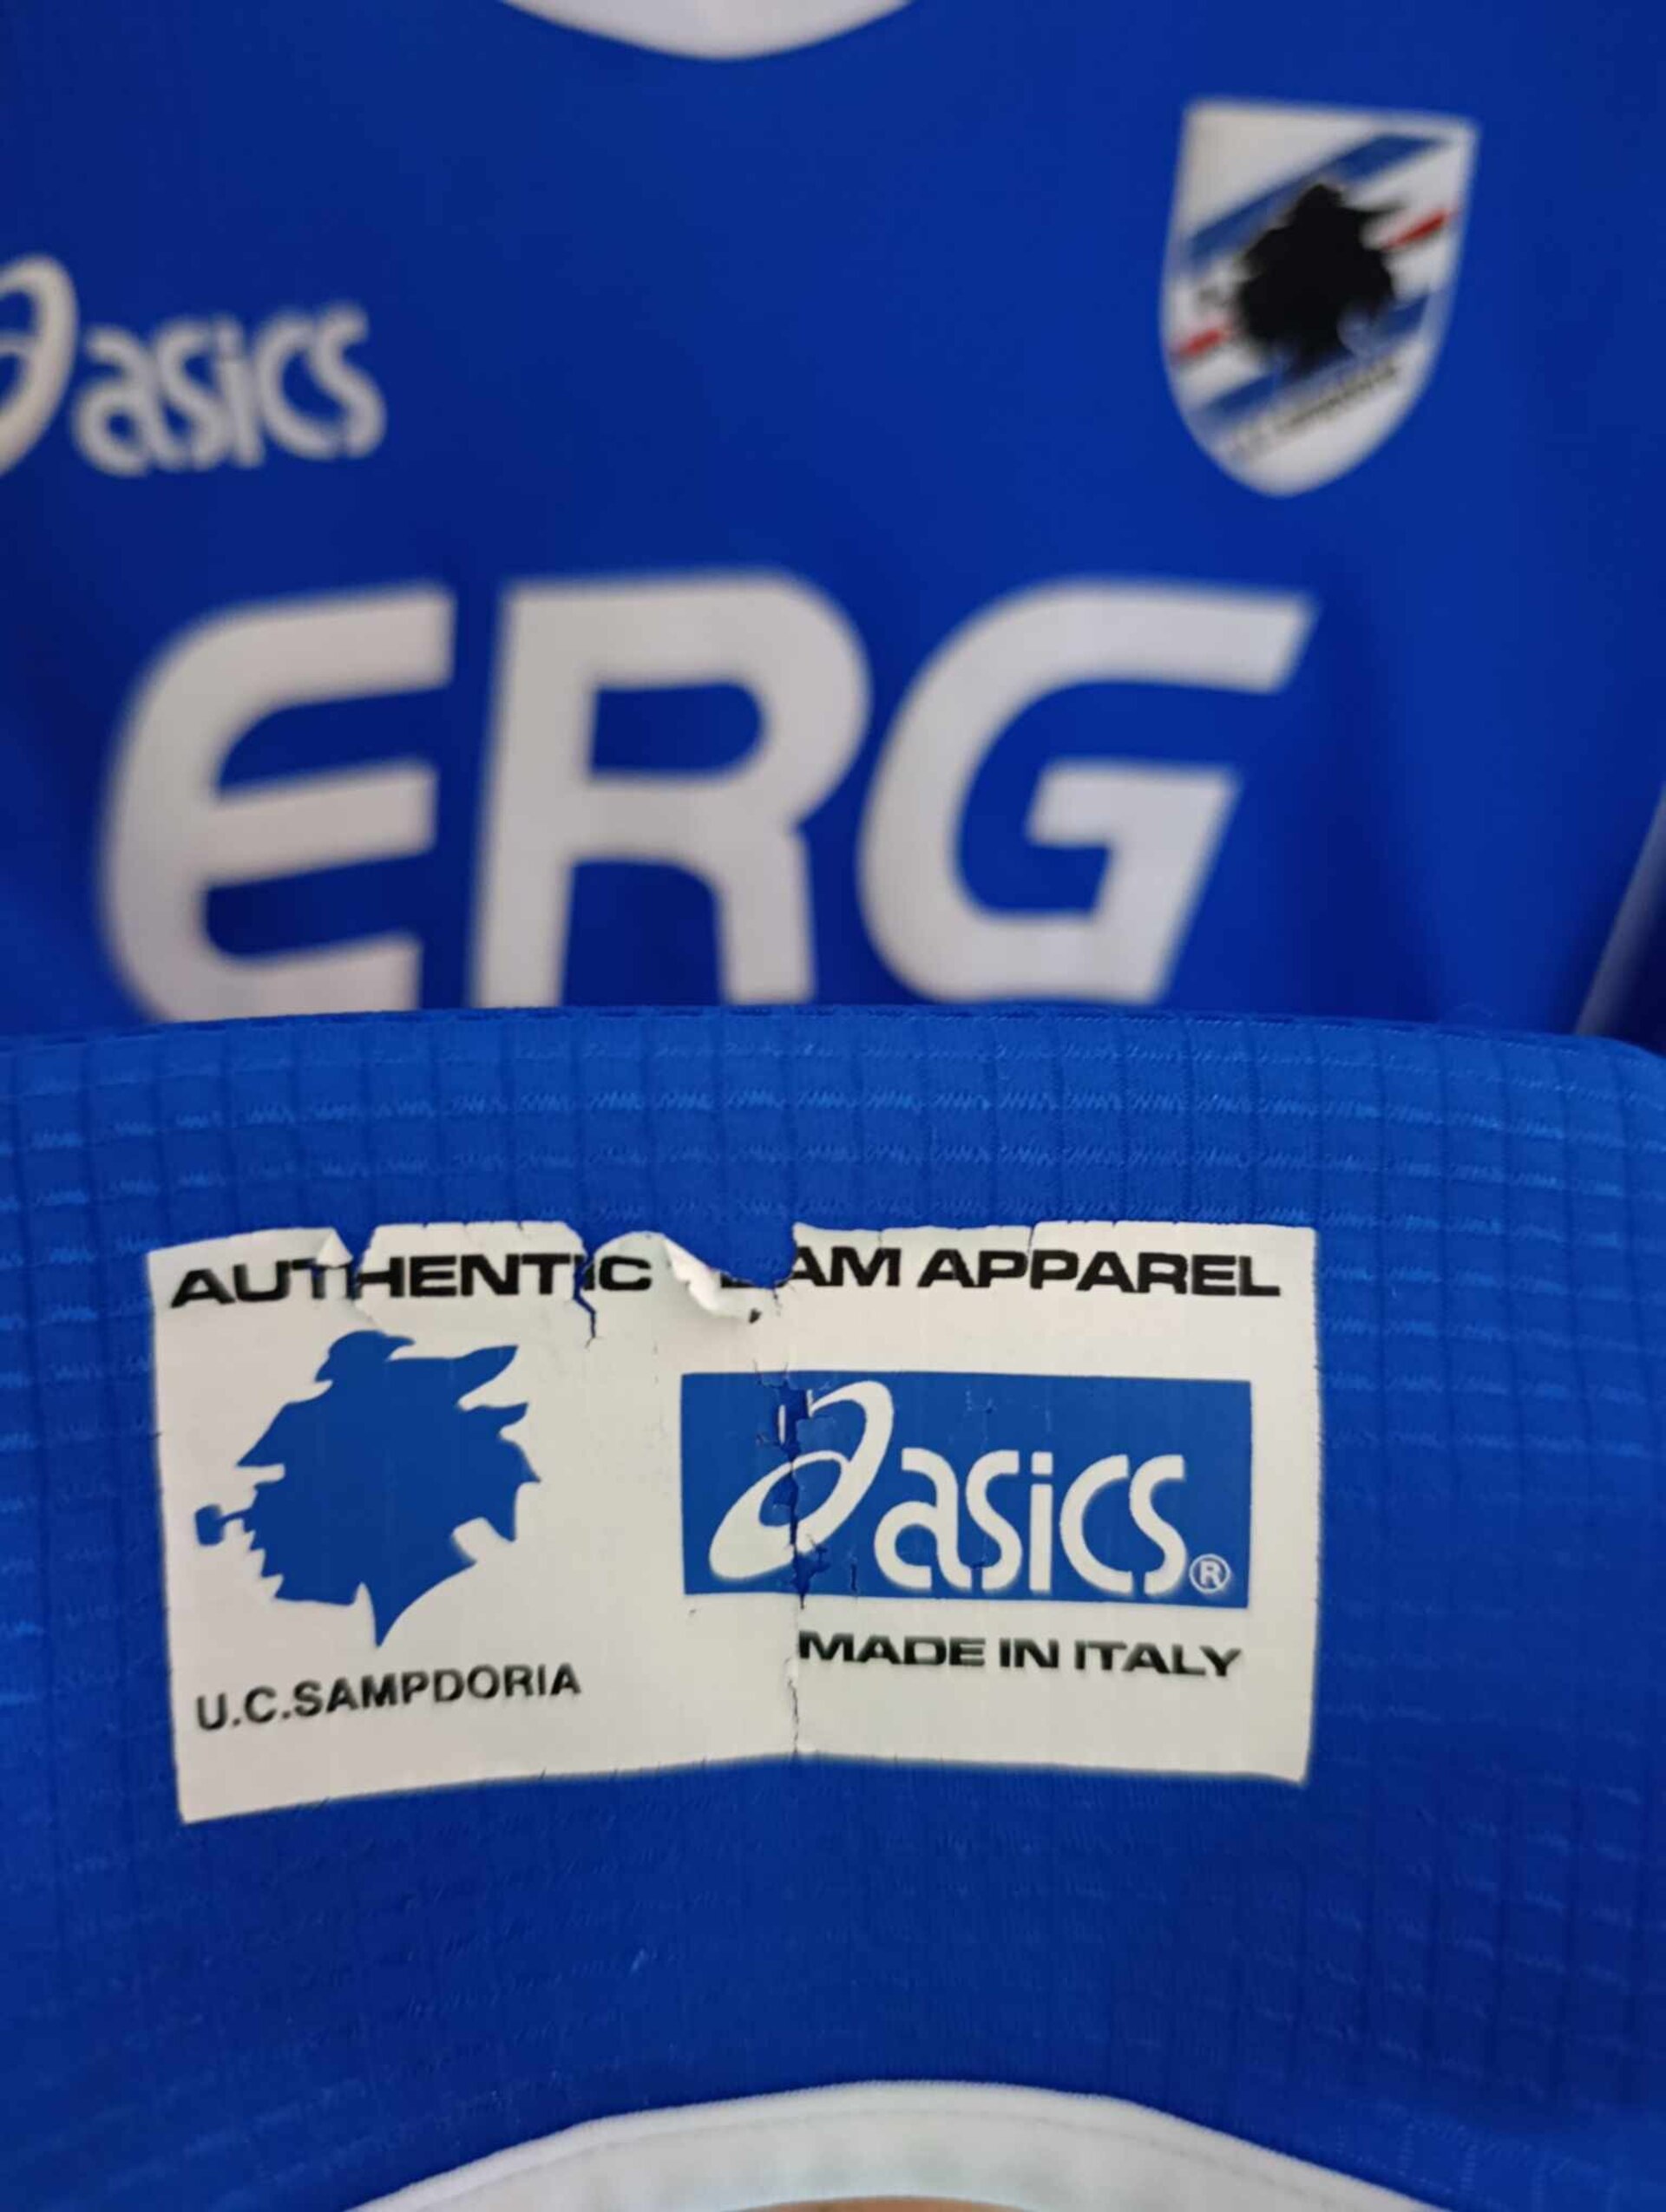 asics
ERG
AUTHENTIC AM APPAREL
asics®
MADE IN ITALY
U.C.SAMPDORIA